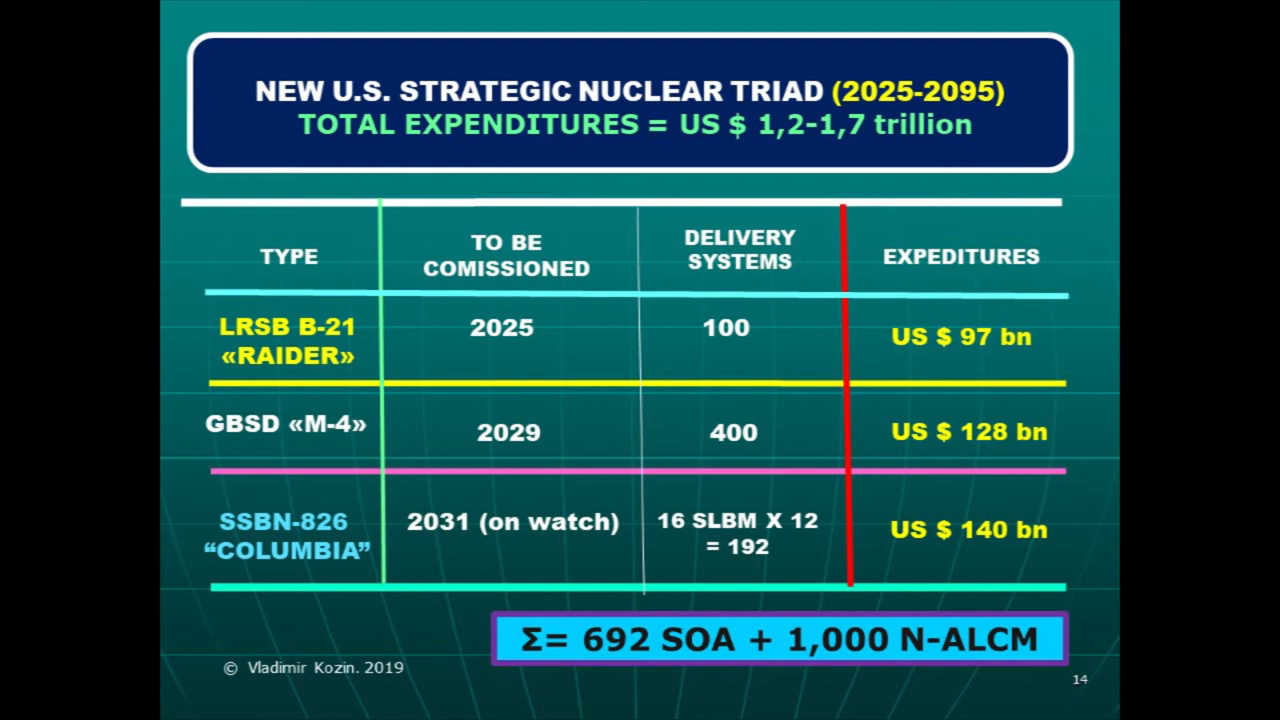 NEW U.S. STRATEGIC NUCLEAR TRIAD (2025-2095)
TOTAL EXPENDITURES = US $ 1,2-1,7 trillion
TYPE
TO BE
COMISSIONED
DELIVERY
SYSTEMS
EXPEDITURES
LRSB B-21
«RAIDER»
2025
100
US $ 97 bn
GBSD «M-4»
2029
400
US $ 128 bn
SSBN-826
“COLUMBIA”
2031 (on watch)
16 SLBM X 12
= 192
US $ 140 bn
Σ= 692 SOA + 1,000 N-ALCM
© Vladimir Kozin. 2019
14